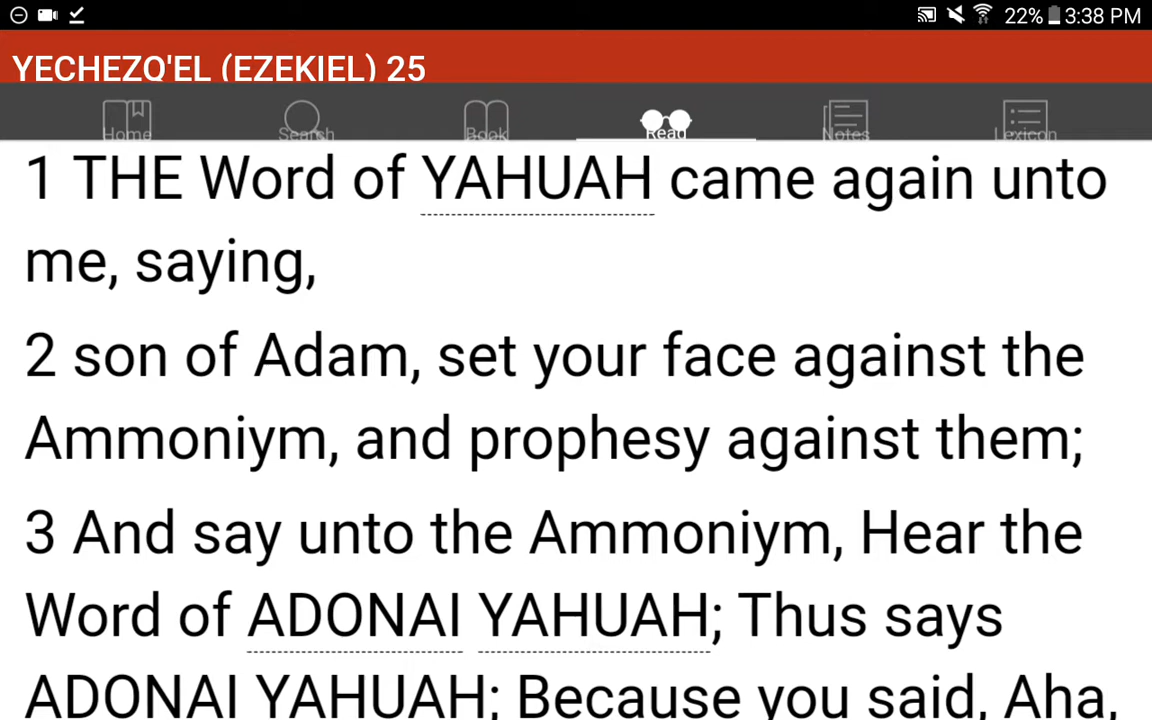 22% 3:38 PM
YECHEZQ'EL (EZEKIEL) 25
Home Search Book Read Notes Lexicon
1 THE Word of YAHUAH came again unto
me, saying,
2 son of Adam, set your face against the
Ammoniym, and prophesy against them;
3 And say unto the Ammoniym, Hear the
Word of ADONAI YAHUAH; Thus says
ADONAI YAHUAH; Because you said, Aha,